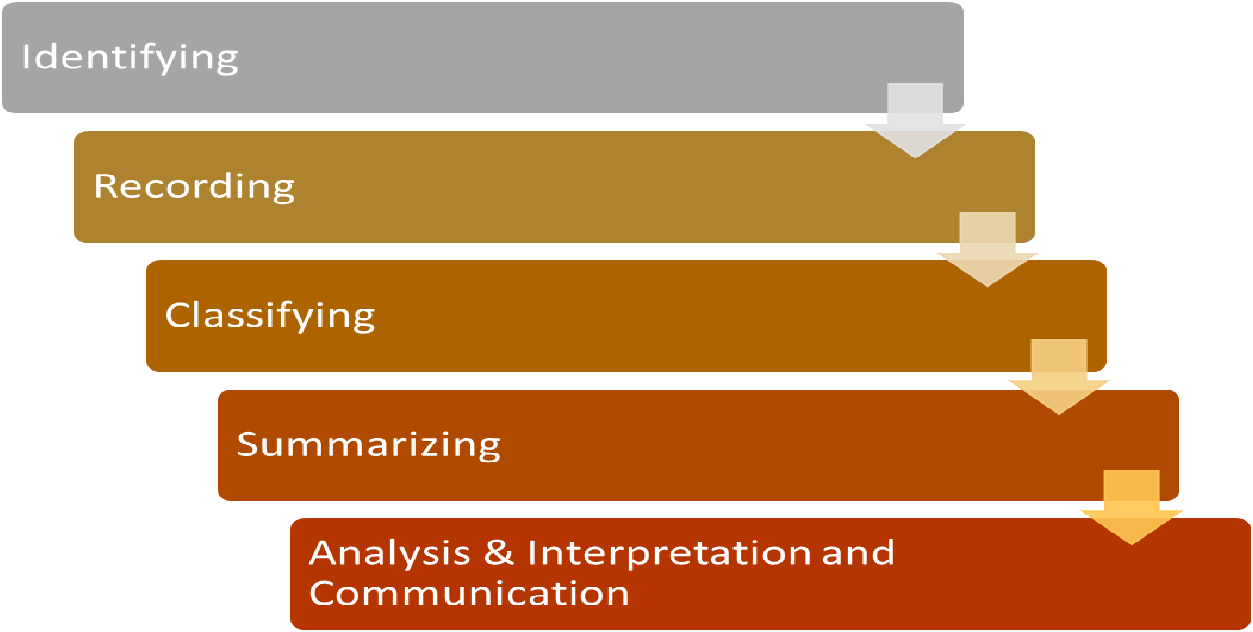 Identifying
Recording
Classifying
Summarizing
Analysis & Interpretation and
Communication